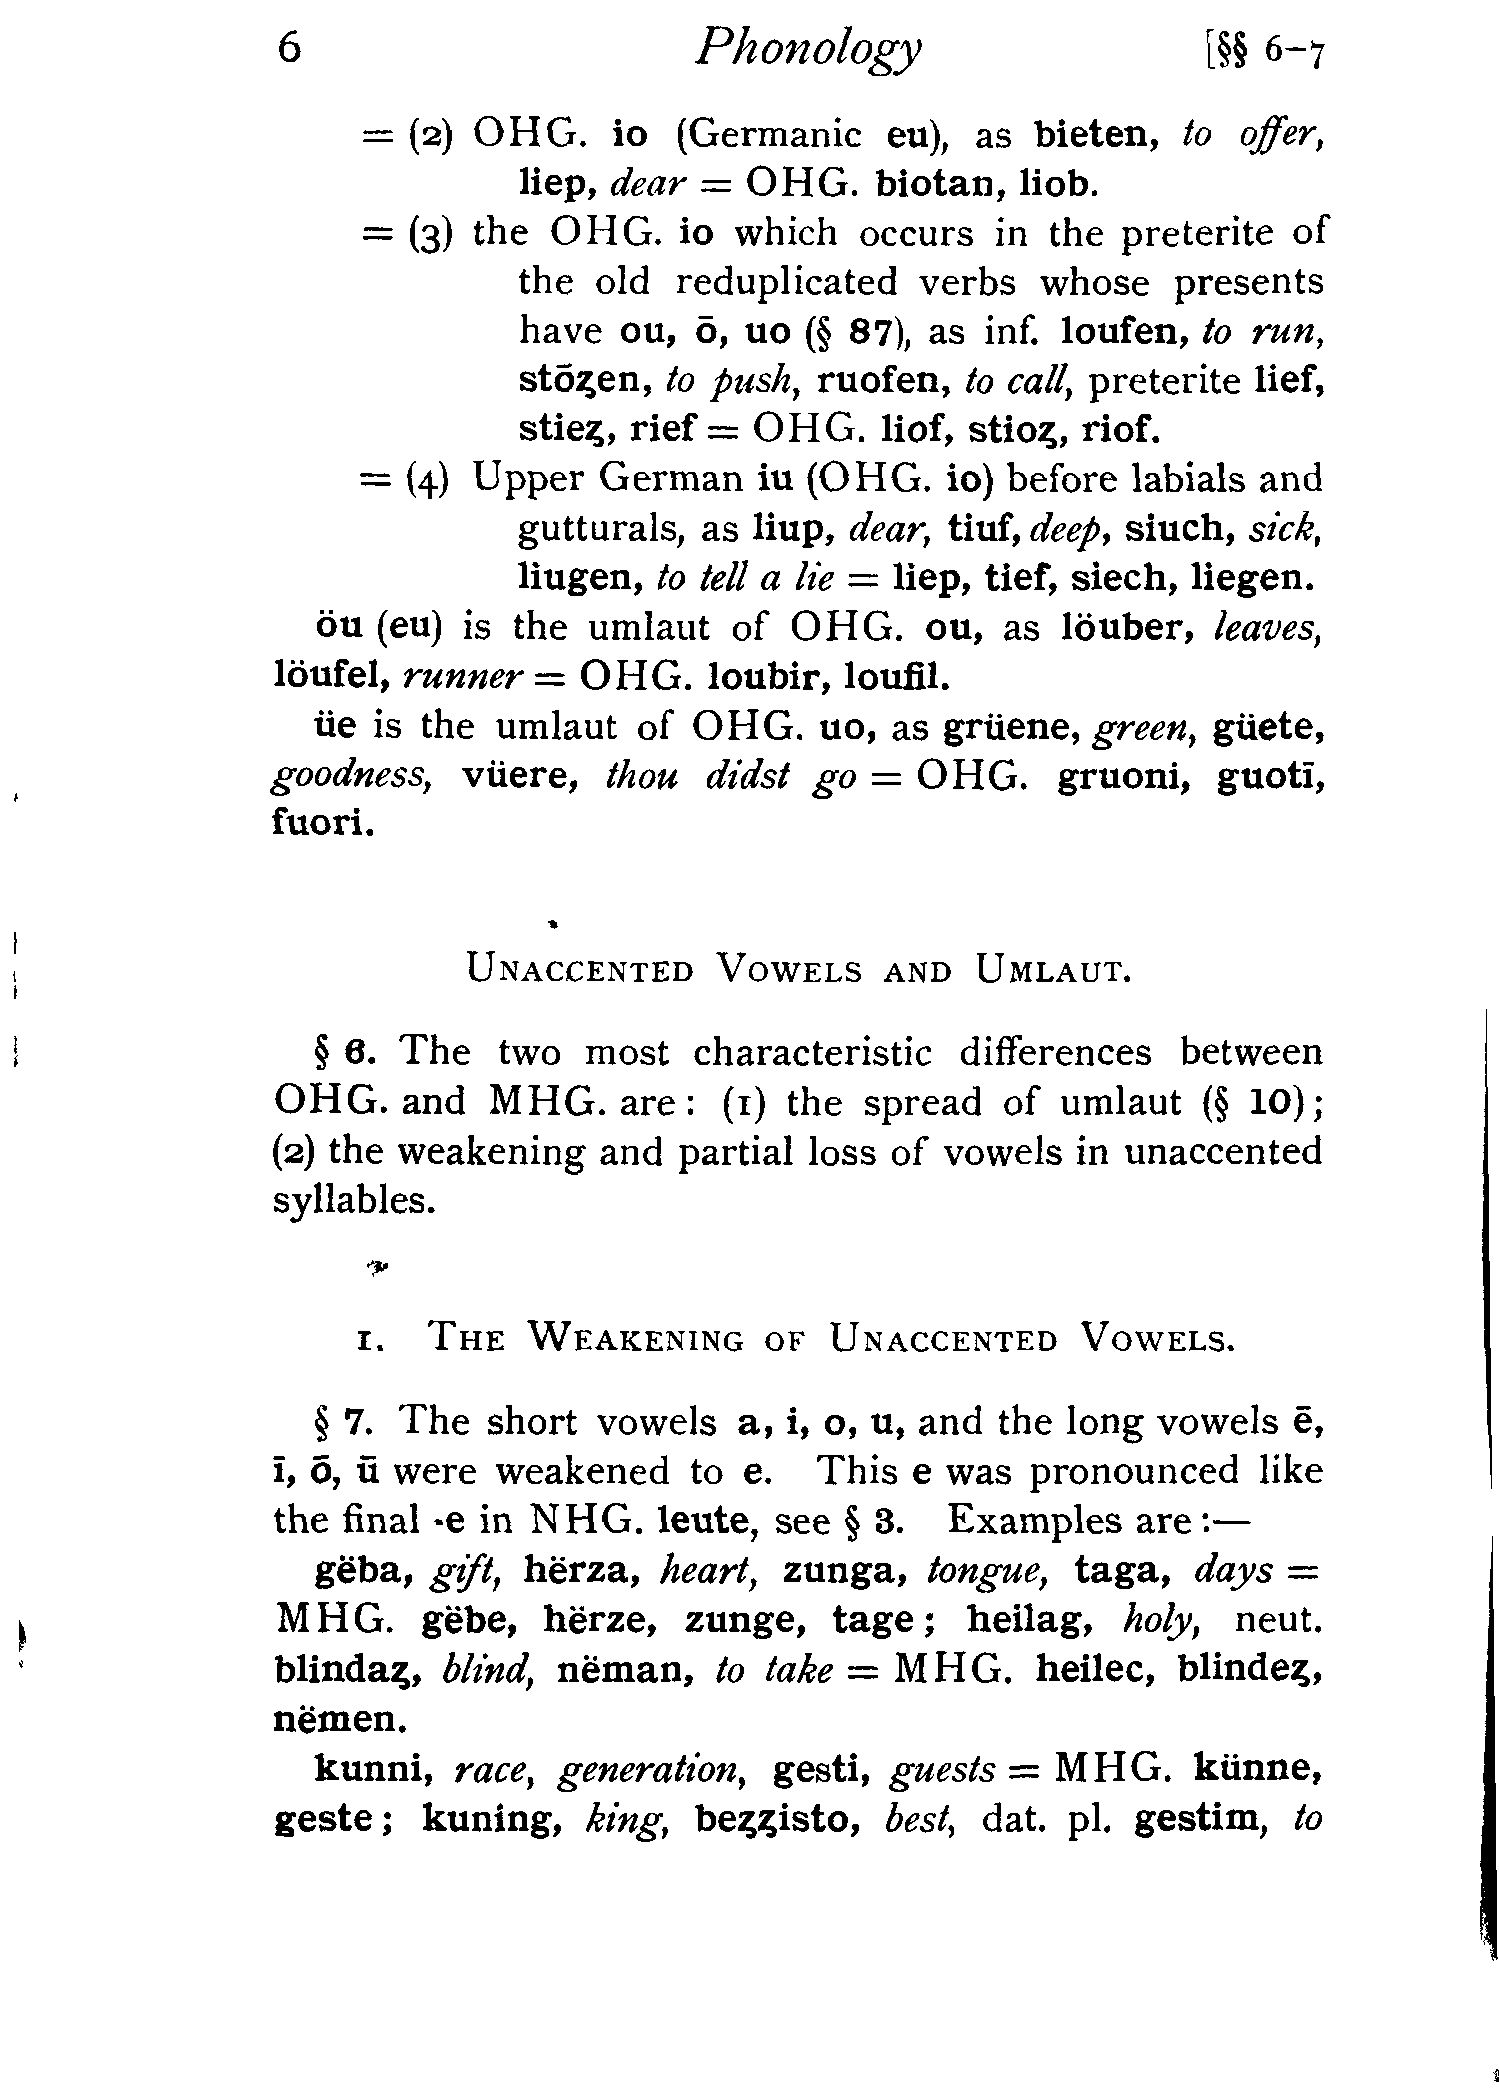 6 Phonology [§§ 6–7
= (2) OHG. io (Germanic eu), as bieten, to offer,
liep, dear = OHG. biotan, liob.
= (3) the OHG. io which occurs in the preterite of
the old reduplicated verbs whose presents
have ou, ō, uo (§ 87), as inf. loufen, to run,
stōȥen, to push, ruofen, to call, preterite lief,
stieȥ, rief = OHG. liof, stioȥ, riof.
= (4) Upper German iu (OHG. io) before labials and
gutturals, as liup, dear, tiuf, deep, siuch, sick,
liugen, to tell a lie = liep, tief, siech, liegen.
öu (eu) is the umlaut of OHG. ou, as löuber, leaves,
löufel, runner = OHG. loubir, loufil.
üe is the umlaut of OHG. uo, as grüene, green, güete,
goodness, vüere, thou didst go = OHG. gruoni, guotī,
fuori.
Unaccented Vowels and Umlaut.
§ 6. The two most characteristic differences between
OHG. and MHG. are: (1) the spread of umlaut (§ 10);
(2) the weakening and partial loss of vowels in unaccented
syllables.
1. The Weakening of Unaccented Vowels.
§ 7. The short vowels a, i, o, u, and the long vowels ē,
ī, ō, ū were weakened to e. This e was pronounced like
the final -e in NHG. leute, see § 3. Examples are:—
gëba, gift, hërza, heart, zunga, tongue, taga, days =
MHG. gëbe, hërze, zunge, tage; heilag, holy, neut.
blindaȥ, blind, nëman, to take = MHG. heilec, blindeȥ,
nëmen.
kunni, race, generation, gesti, guests = MHG. künne,
geste; kuning, king, beȥȥisto, best, dat. pl. gestim, to